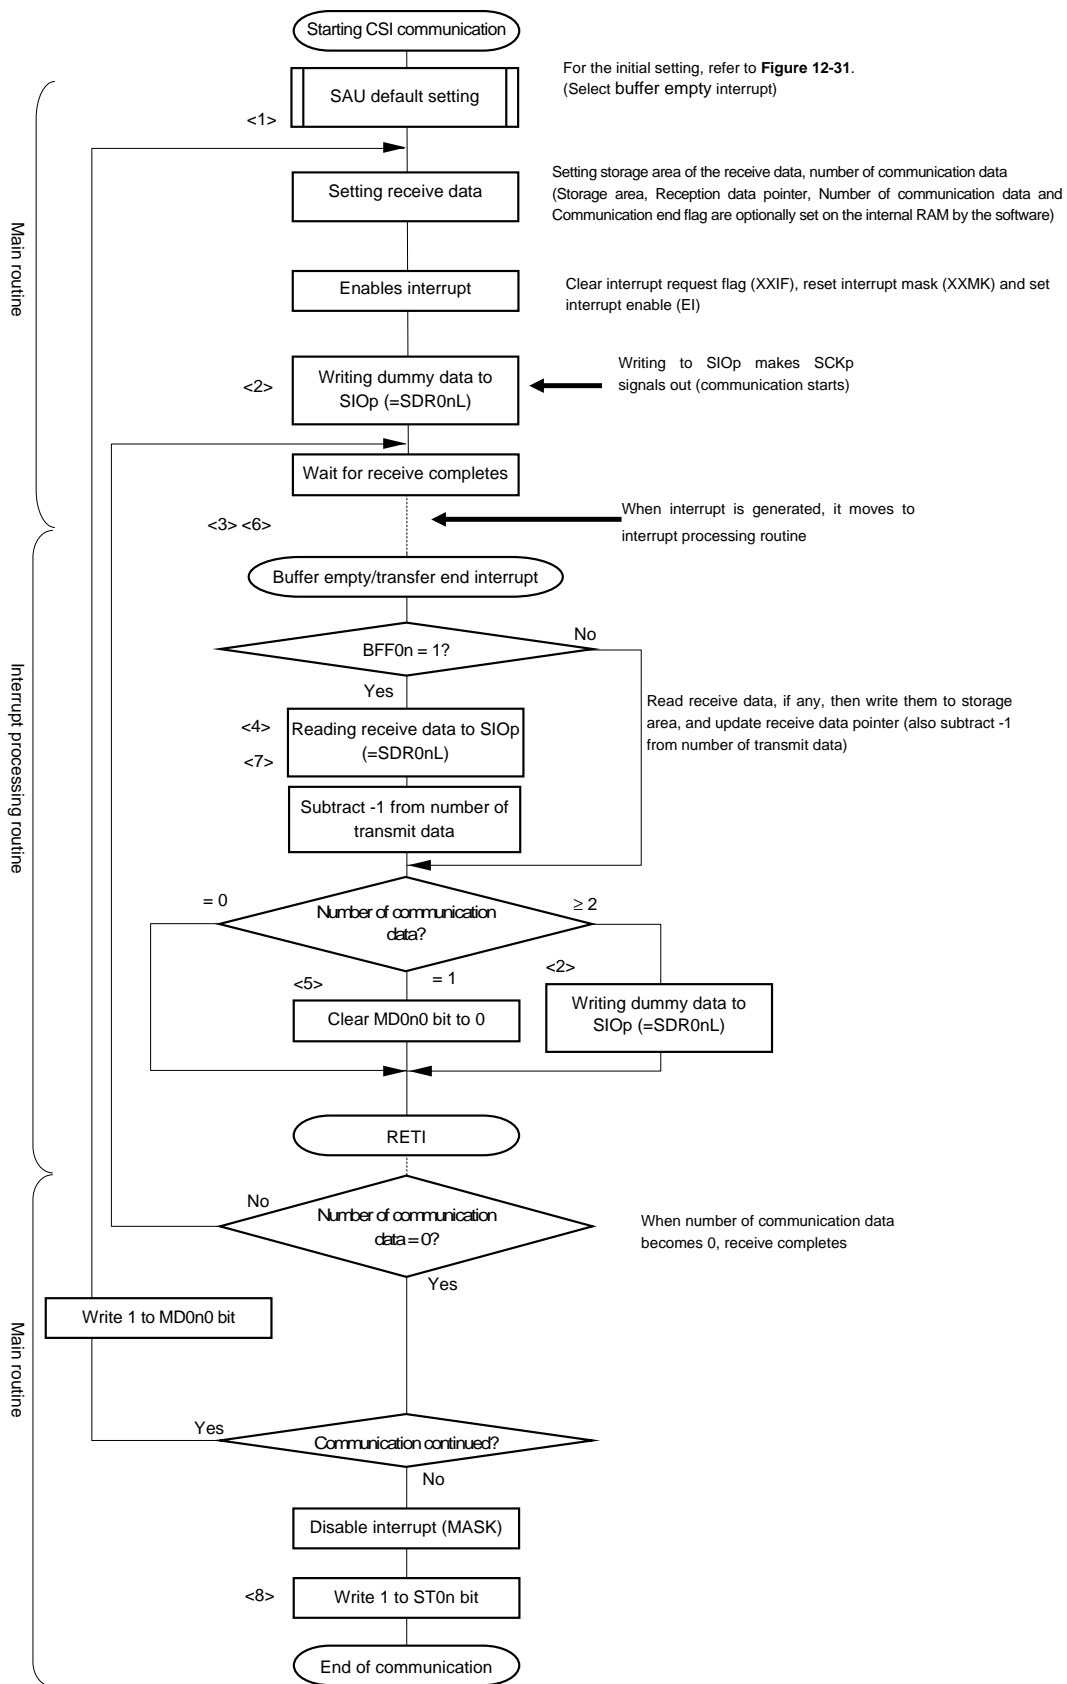 Starting CSI communication
For the initial setting, refer to Figure 12-31.
(Select buffer empty interrupt)
SAU default setting
<1>
Setting storage area of the receive data, number of communication data
(Storage area, Reception data pointer, Number of communication data and
Communication end flag are optionally set on the internal RAM by the software)
Setting receive data
Main routine
Enables interrupt
Clear interrupt request flag (XXIF), reset interrupt mask (XXMK) and set
interrupt enable (EI)
<2>
Writing dummy data to
SIOp (=SDR0nL)
Writing to SIOp makes SCKp
signals out (communication starts)
Wait for receive completes
<3> <6>
When interrupt is generated, it moves to
interrupt processing routine
Buffer empty/transfer end interrupt
BFF0n = 1?
No
Yes
Interrupt processing routine
<4>
<7>
Reading receive data to SIOp
(=SDR0nL)
Read receive data, if any, then write them to storage
area, and update receive data pointer (also subtract -1
from number of transmit data)
Subtract -1 from number of
transmit data
= 0
Number of communication
data?
≥ 2
= 1
<5>
Clear MD0n0 bit to 0
<2>
Writing dummy data to
SIOp (=SDR0nL)
RETI
No
Number of communication
data = 0?
Yes
When number of communication data
becomes 0, receive completes
Write 1 to MD0n0 bit
Main routine
Yes
Communication continued?
No
Disable interrupt (MASK)
<8>
Write 1 to ST0n bit
End of communication